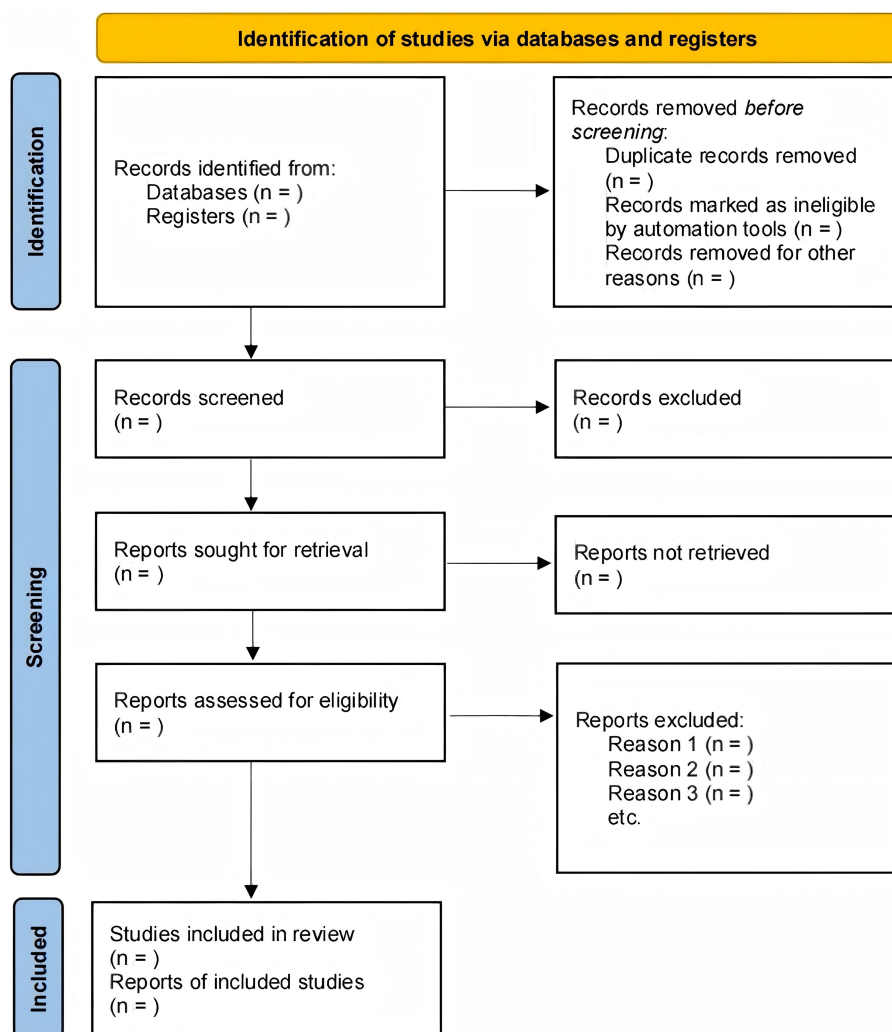 Identification of studies via databases and registers
Identification
Records identified from:
Databases (n = )
Registers (n = )
Records removed before
screening:
Duplicate records removed
(n = )
Records marked as ineligible
by automation tools (n = )
Records removed for other
reasons (n = )
Screening
Records screened
(n = )
Records excluded
(n = )
Reports sought for retrieval
(n = )
Reports not retrieved
(n = )
Reports assessed for eligibility
(n = )
Reports excluded:
Reason 1 (n = )
Reason 2 (n = )
Reason 3 (n = )
etc.
Included
Studies included in review
(n = )
Reports of included studies
(n = )